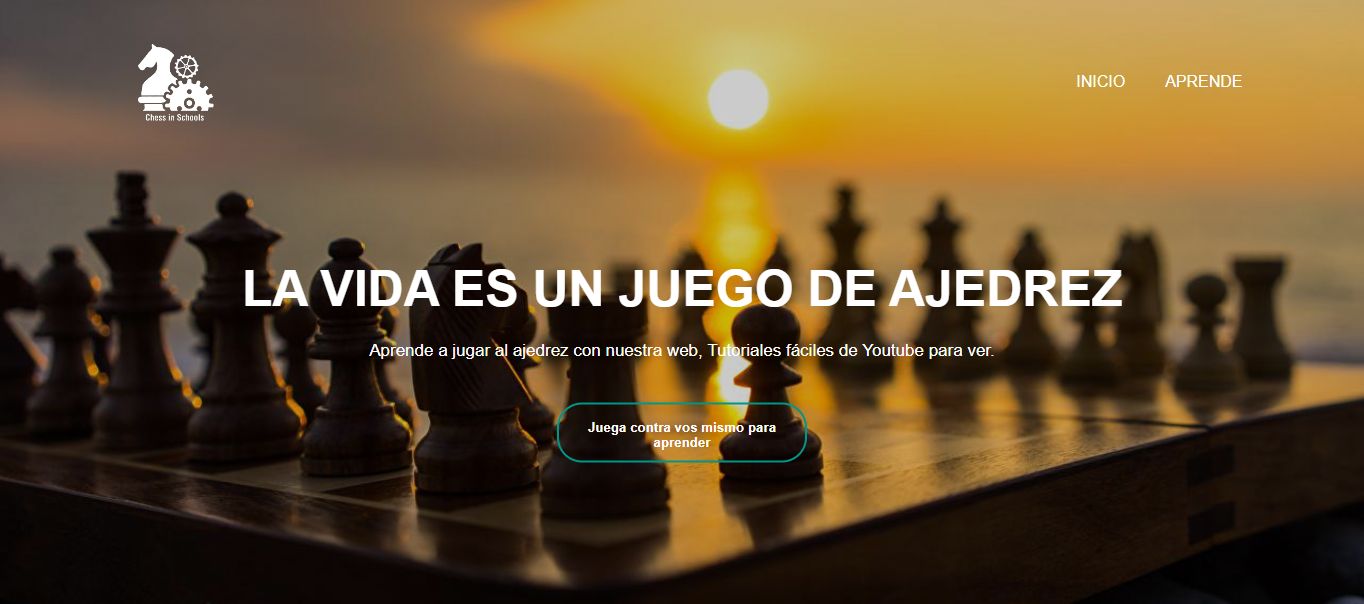 Chess in Schools
INICIO APRENDE
LA VIDA ES UN JUEGO DE AJEDREZ
Aprende a jugar al ajedrez con nuestra web, Tutoriales fáciles de Youtube para ver.
Juega contra vos mismo para
aprender